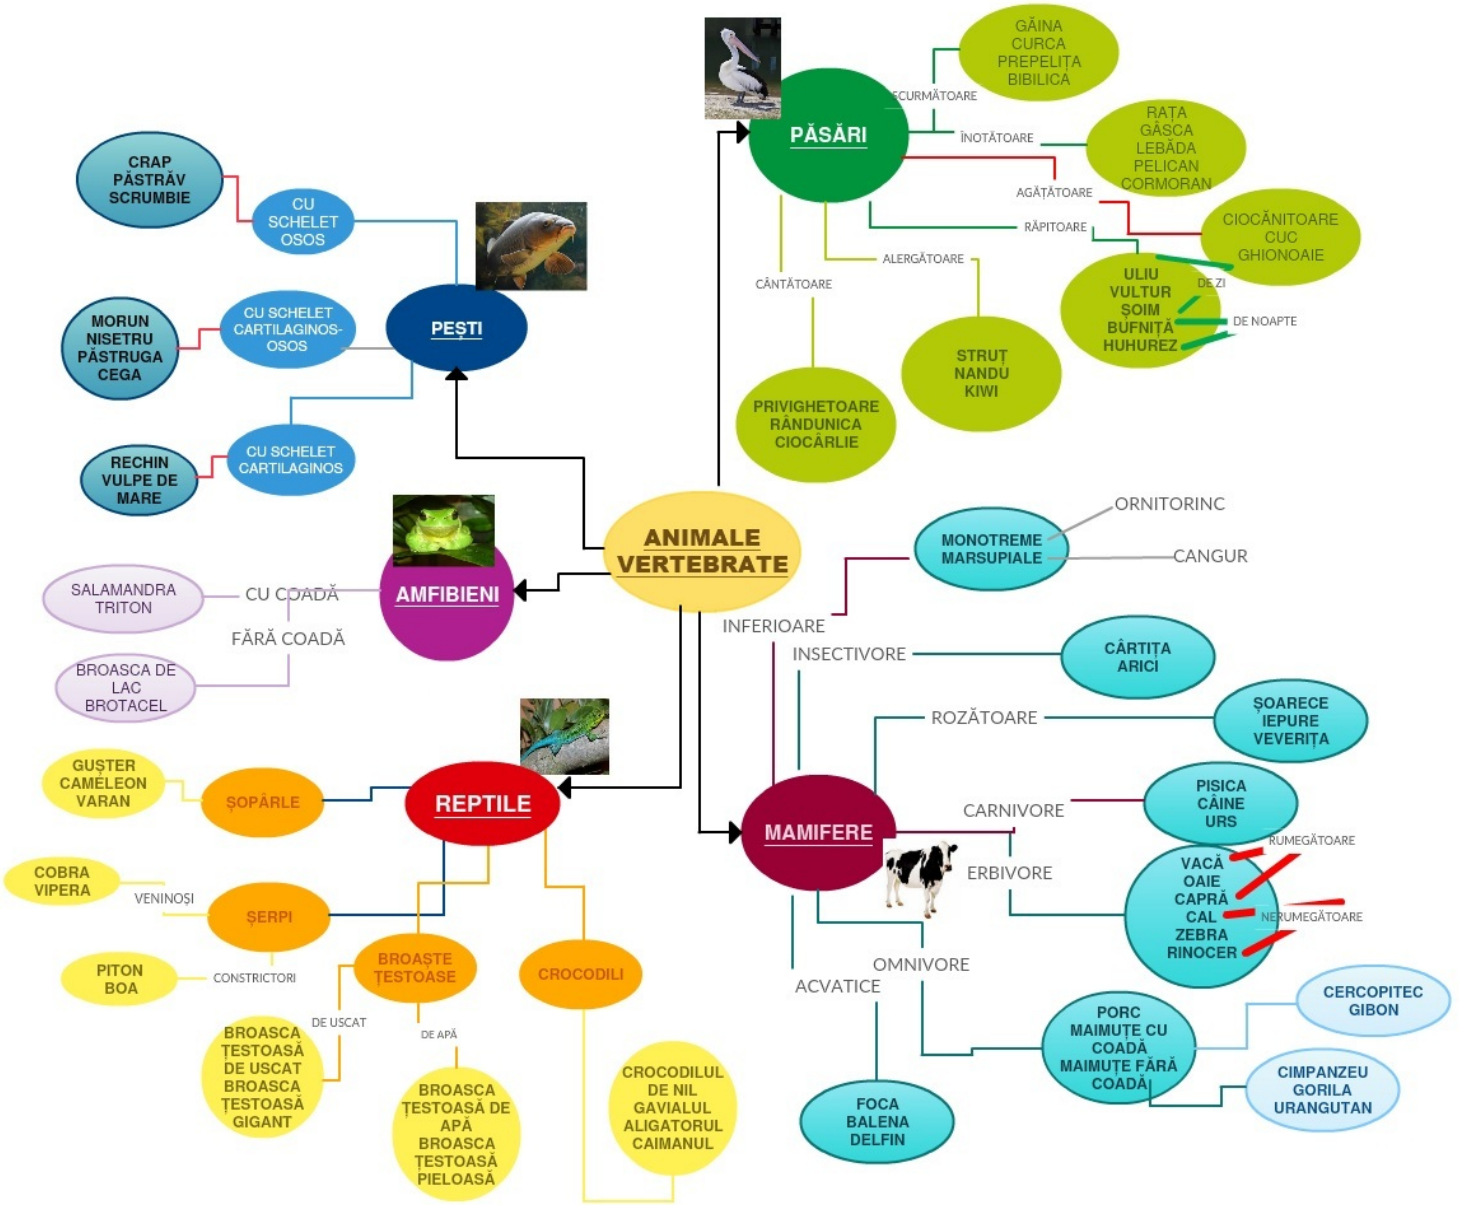 ANIMALE
VERTEBRATE
PĂSĂRI
SCURMĂTOARE
GĂINA
CURCA
PREPELIȚA
BIBILICĂ
ÎNOTĂTOARE
RAȚA
GÂSCA
LEBĂDA
PELICAN
CORMORAN
AGĂȚĂTOARE
CIOCĂNITOARE
CUC
GHIONOAIE
RĂPITOARE
ULIU
VULTUR
ȘOIM
BUFNIȚĂ
HUHUREZ
DE ZI
DE NOAPTE
ALERGĂTOARE
STRUȚ
NANDU
KIWI
CÂNTĂTOARE
PRIVIGHETOARE
RÂNDUNICA
CIOCÂRLIE
PEȘTI
CU
SCHELET
OSOS
CRAP
PĂSTRĂV
SCRUMBIE
CU SCHELET
CARTILAGINOS-
OSOS
MORUN
NISETRU
PĂSTRUGA
CEGA
CU SCHELET
CARTILAGINOS
RECHIN
VULPE DE
MARE
AMFIBIENI
CU COADĂ
SALAMANDRA
TRITON
FĂRĂ COADĂ
BROASCA DE
LAC
BROTACEL
REPTILE
ȘOPÂRLE
GUȘTER
CAMELEON
VARAN
ȘERPI
VENINOȘI
COBRA
VIPERA
CONSTRICTORI
PITON
BOA
BROAȘTE
ȚESTOASE
DE USCAT
BROASCA
ȚESTOASĂ
DE USCAT
BROASCA
ȚESTOASĂ
GIGANT
DE APĂ
BROASCA
ȚESTOASĂ DE
APĂ
BROASCA
ȚESTOASĂ
PIELOASĂ
CROCODILI
CROCODILUL
DE NIL
GAVIALUL
ALIGATORUL
CAIMANUL
MAMIFERE
INFERIOARE
MONOTREME
MARSUPIALE
ORNITORINC
CANGUR
INSECTIVORE
CÂRTIȚA
ARICI
ROZĂTOARE
ȘOARECE
IEPURE
VEVERIȚA
CARNIVORE
PISICA
CÂINE
URS
ERBIVORE
VACĂ
OAIE
CAPRĂ
CAL
ZEBRA
RINOCER
RUMEGĂTOARE
NERUMEGĂTOARE
OMNIVORE
PORC
MAIMUȚE CU
COADĂ
MAIMUȚE FĂRĂ
COADĂ
CERCOPITEC
GIBON
CIMPANZEU
GORILA
URANGUTAN
ACVATICE
FOCA
BALENA
DELFIN